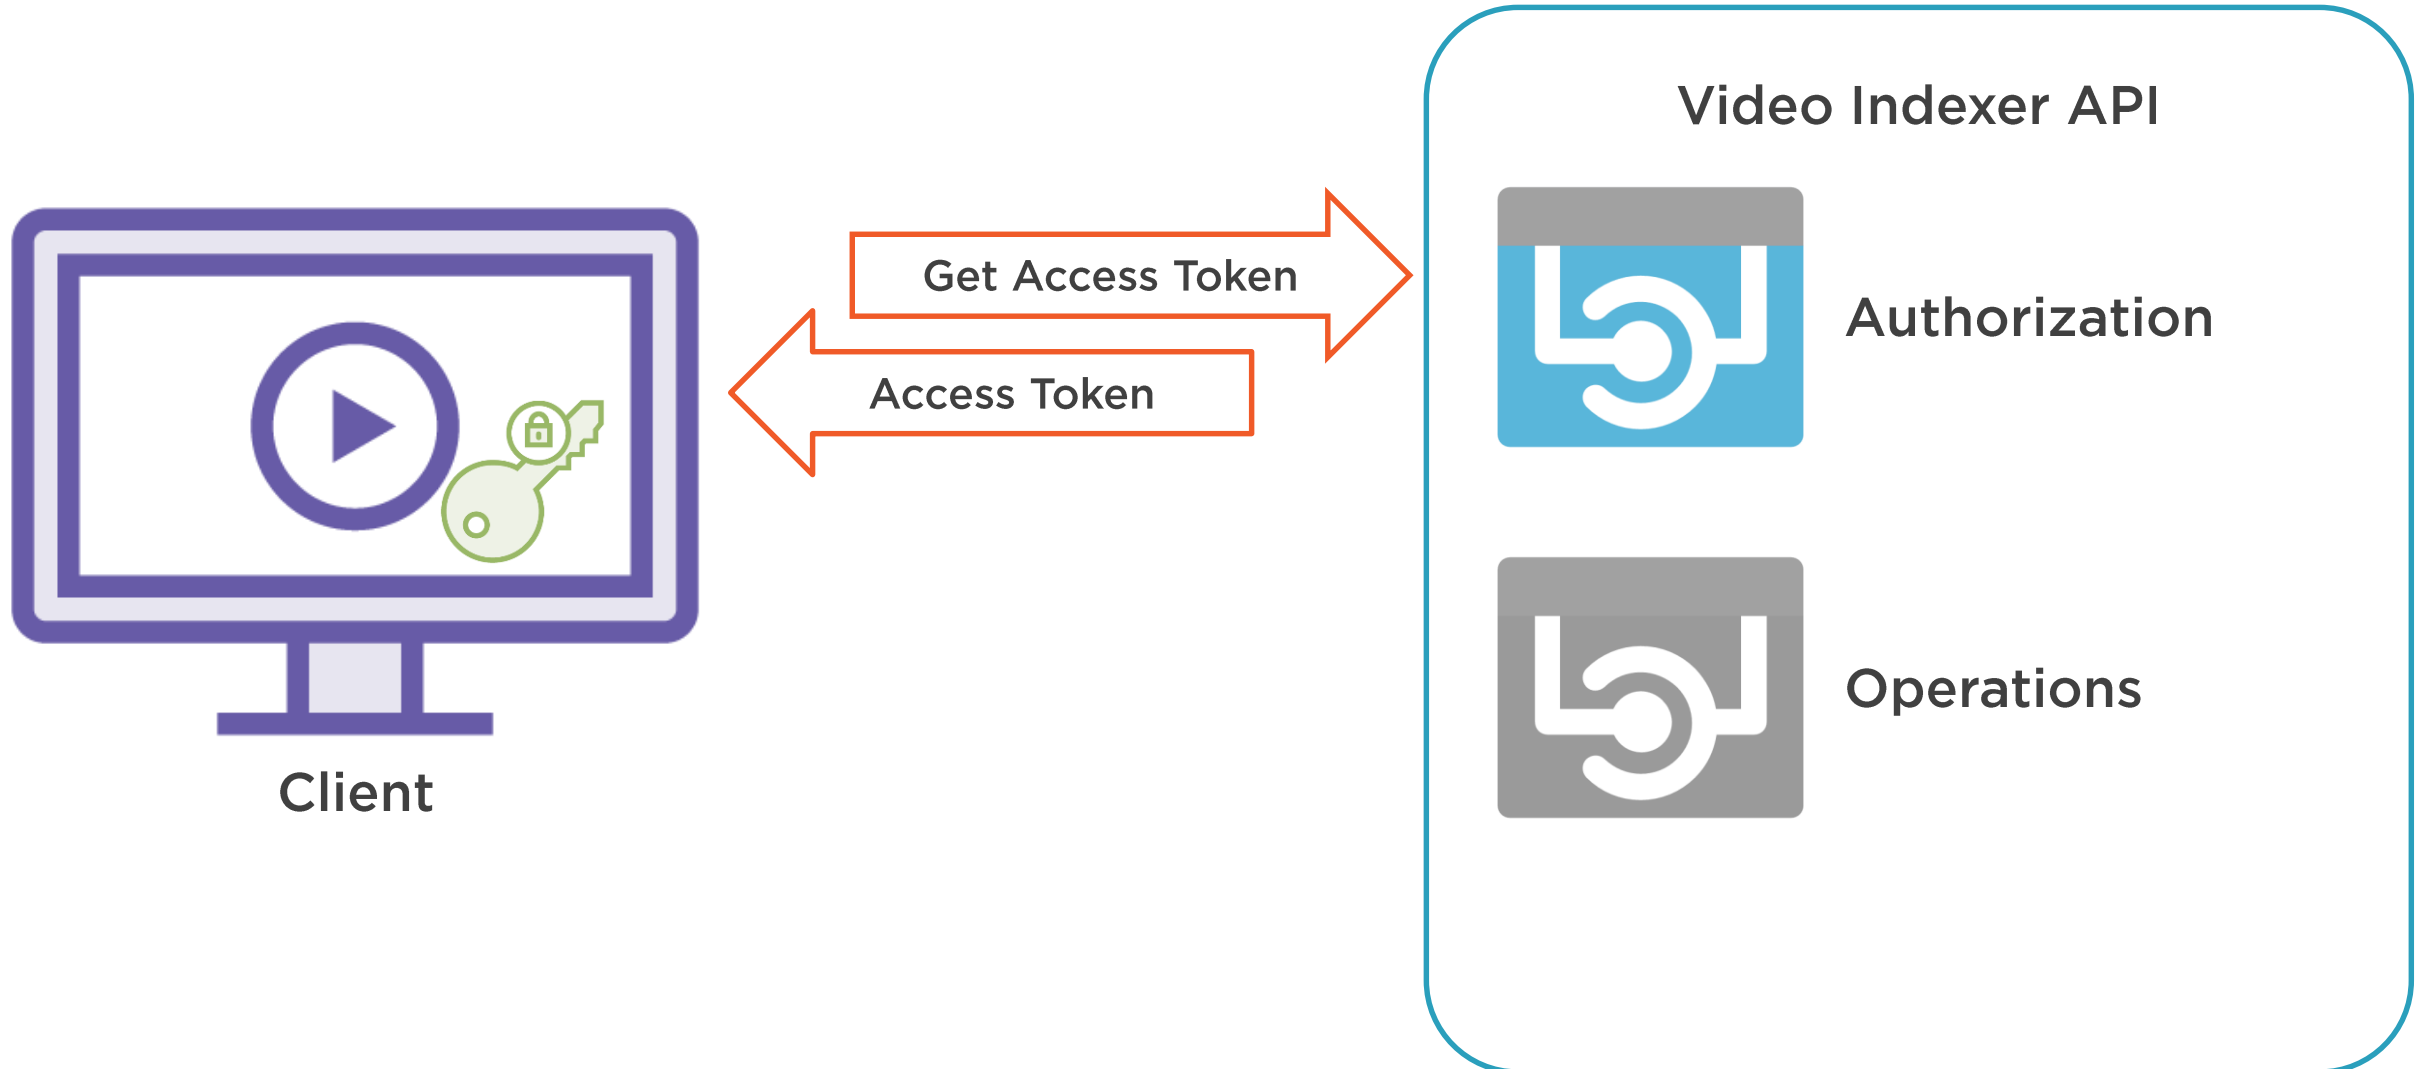 Video Indexer API
Get Access Token
Authorization
Access Token
Operations
Client